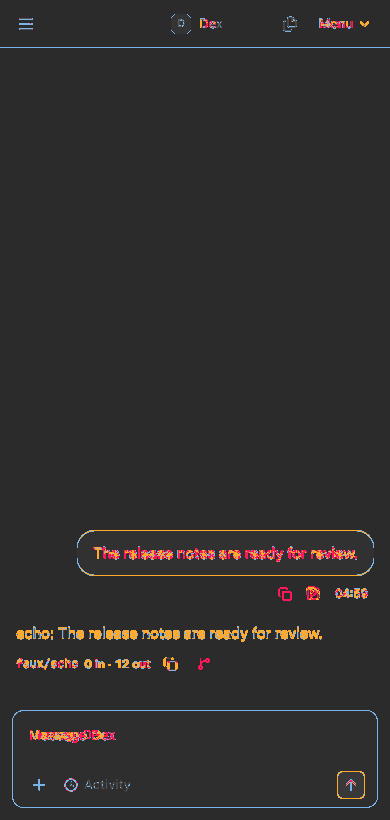 D Dex Menu
The release notes are ready for review.
04:59
echo: The release notes are ready for review.
faux/echo 0 in - 12 out
Message Dex
Activity